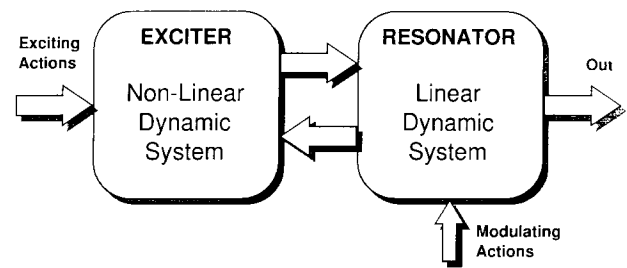 Exciting
Actions
EXCITER
Non-Linear
Dynamic
System
RESONATOR
Linear
Dynamic
System
Out
Modulating
Actions